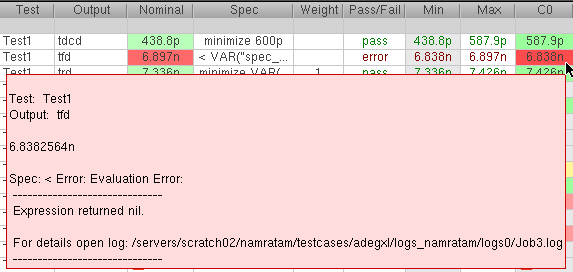 Test Output Nominal Spec Weight Pass/Fail Min Max C0
Test1 tdcd 438.8p minimize 600p pass 438.8p 587.9p 587.9p
Test1 tfd 6.897n < VAR("spec_... error 6.838n 6.897n 6.838n
Test1 trd 7.336n minimize VAR( 1 pass 7.336n 7.426n 7.426n
Test: Test1
Output: tfd
6.8382564n
Spec: < Error: Evaluation Error:
------------------------------
Expression returned nil.
For details open log: /servers/scratch02/namratam/testcases/adegxl/logs_namratam/logs0/Job3.log
------------------------------